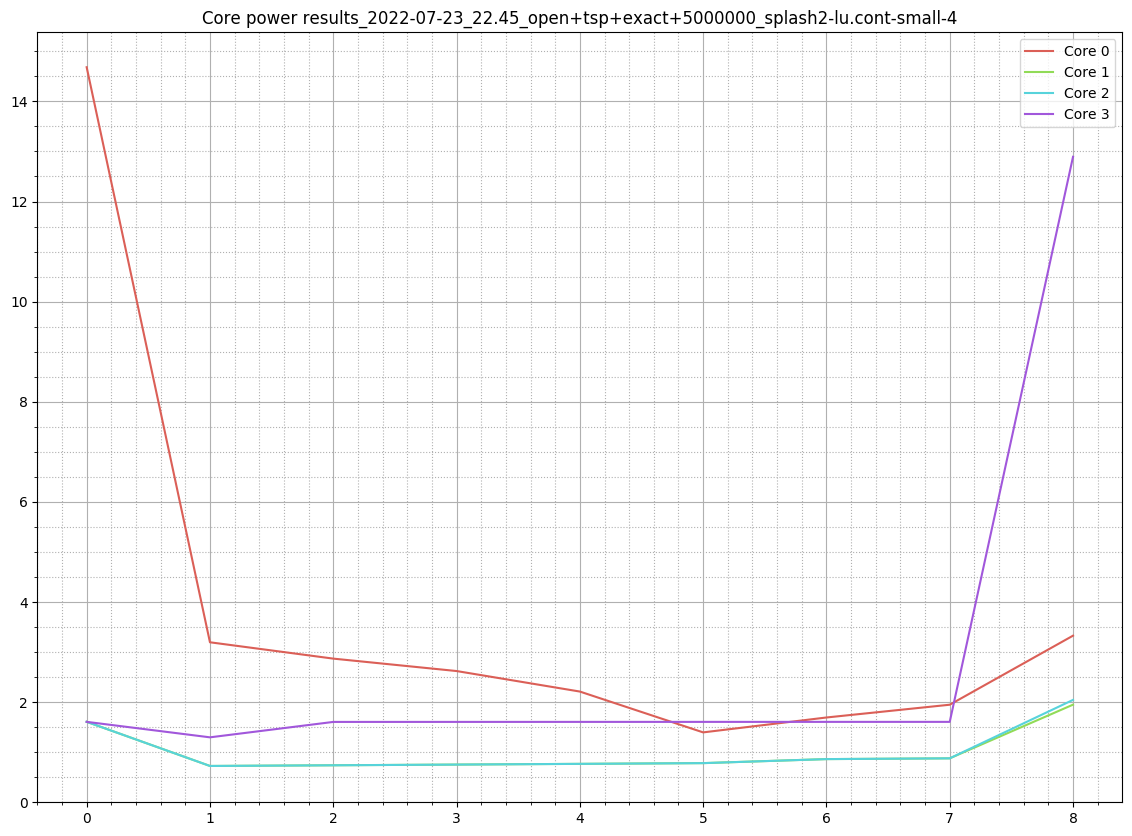 Core power results_2022-07-23_22.45_open+tsp+exact+5000000_splash2-lu.cont-small-4
Core 0
Core 1
Core 2
Core 3
14
12
10
8
6
4
2
0
0 1 2 3 4 5 6 7 8